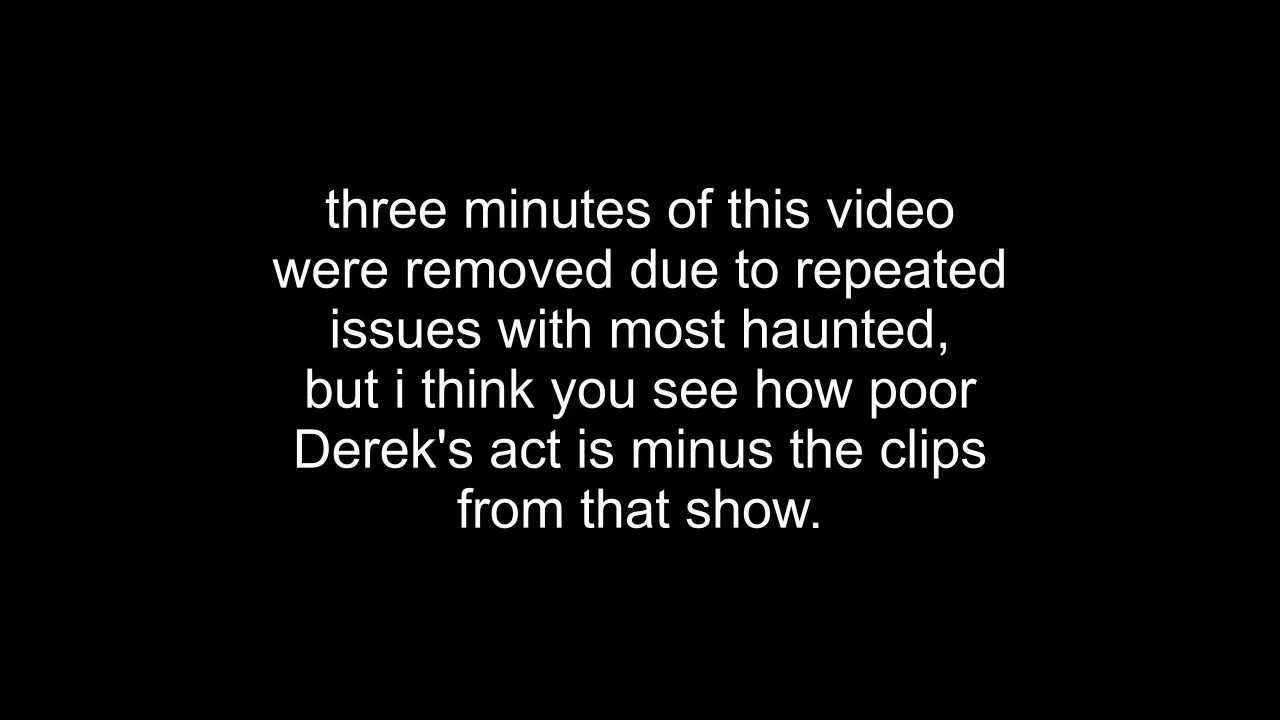 three minutes of this video
were removed due to repeated
issues with most haunted,
but i think you see how poor
Derek's act is minus the clips
from that show.